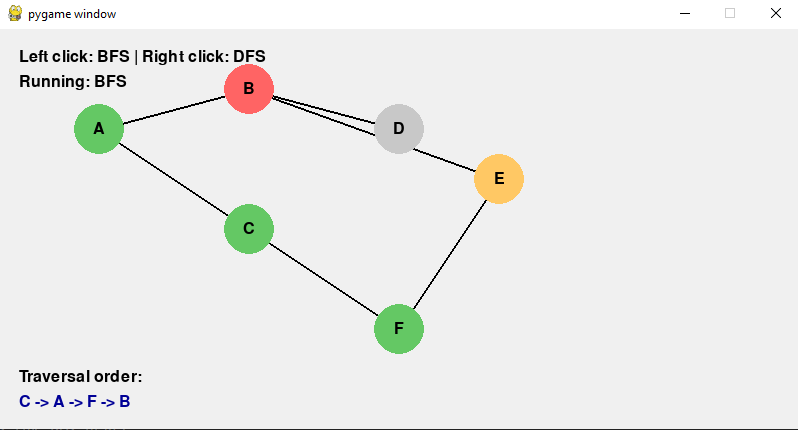 pygame window
Left click: BFS | Right click: DFS
Running: BFS
B
A
D
E
C
F
Traversal order:
C -> A -> F -> B